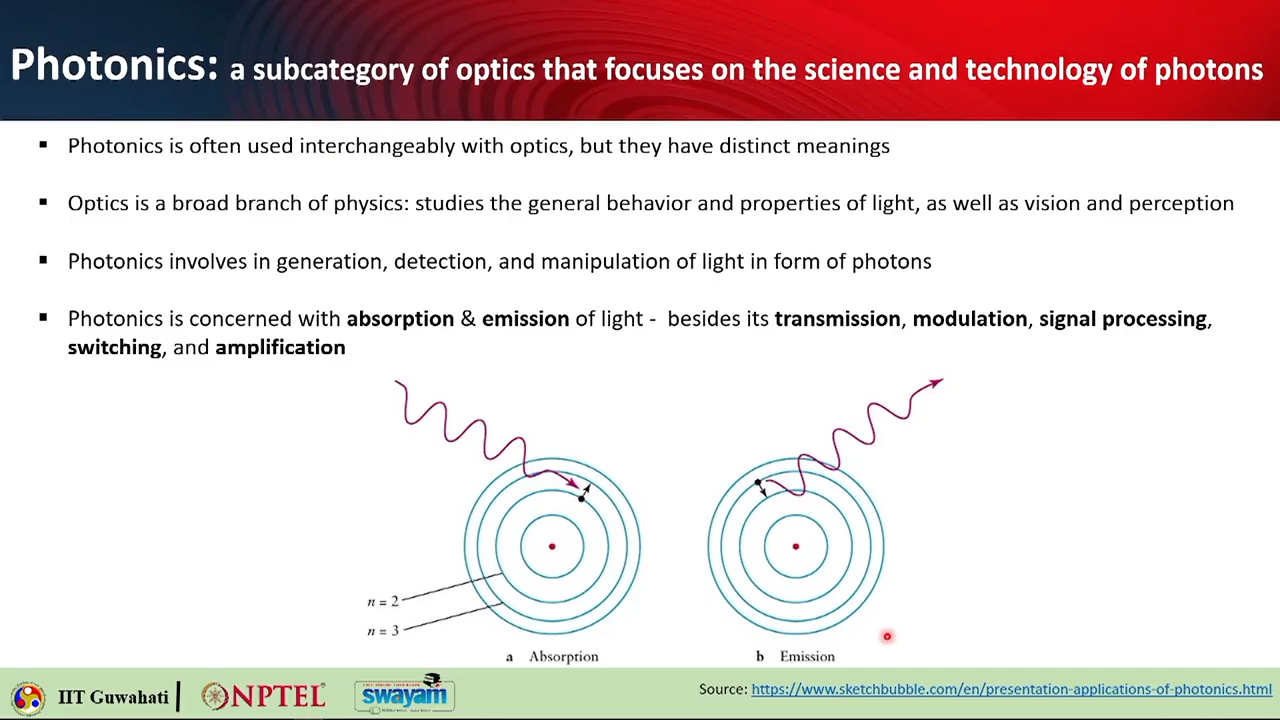 Photonics: a subcategory of optics that focuses on the science and technology of photons
Photonics is often used interchangeably with optics, but they have distinct meanings
Optics is a broad branch of physics: studies the general behavior and properties of light, as well as vision and perception
Photonics involves in generation, detection, and manipulation of light in form of photons
Photonics is concerned with absorption & emission of light - besides its transmission, modulation, signal processing,
switching, and amplification
n = 2
n = 3
a Absorption
b Emission
IIT Guwahati
NPTEL
swayam
Source: https://www.sketchbubble.com/en/presentation-applications-of-photonics.html